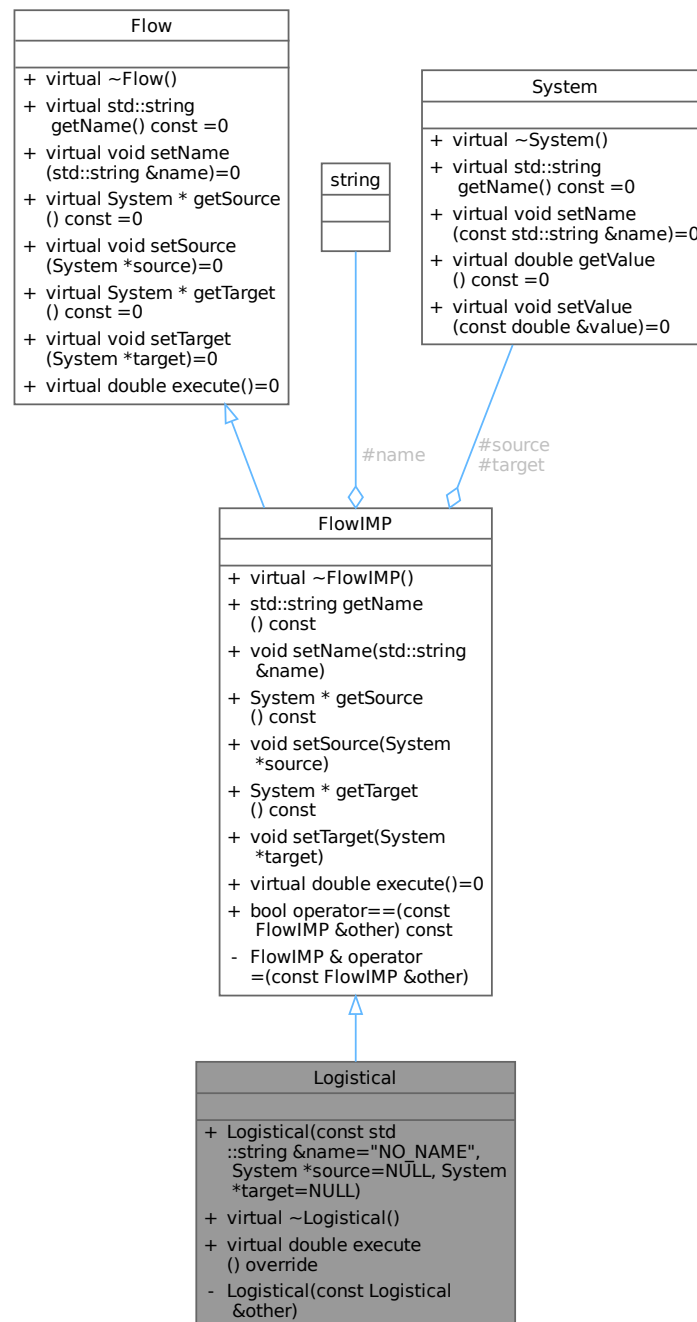 Flow
+ virtual ~Flow()
+ virtual std::string
getName() const =0
+ virtual void setName
(std::string &name)=0
+ virtual System * getSource
() const =0
+ virtual void setSource
(System *source)=0
+ virtual System * getTarget
() const =0
+ virtual void setTarget
(System *target)=0
+ virtual double execute()=0
string
System
+ virtual ~System()
+ virtual std::string
getName() const =0
+ virtual void setName
(const std::string &name)=0
+ virtual double getValue
() const =0
+ virtual void setValue
(const double &value)=0
#name
#source
#target
FlowIMP
+ virtual ~FlowIMP()
+ std::string getName
() const
+ void setName(std::string
&name)
+ System * getSource
() const
+ void setSource(System
*source)
+ System * getTarget
() const
+ void setTarget(System
*target)
+ virtual double execute()=0
+ bool operator==(const
FlowIMP &other) const
- FlowIMP & operator
=(const FlowIMP &other)
Logistical
+ Logistical(const std
::string &name="NO_NAME",
System *source=NULL, System
*target=NULL)
+ virtual ~Logistical()
+ virtual double execute
() override
- Logistical(const Logistical
&other)